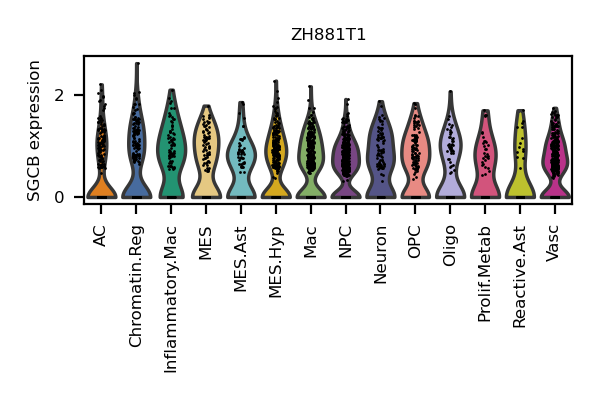 ZH881T1
SGCB expression
2
0
AC
Chromatin.Reg
Inflammatory.Mac
MES
MES.Ast
MES.Hyp
Mac
NPC
Neuron
OPC
Oligo
Prolif.Metab
Reactive.Ast
Vasc